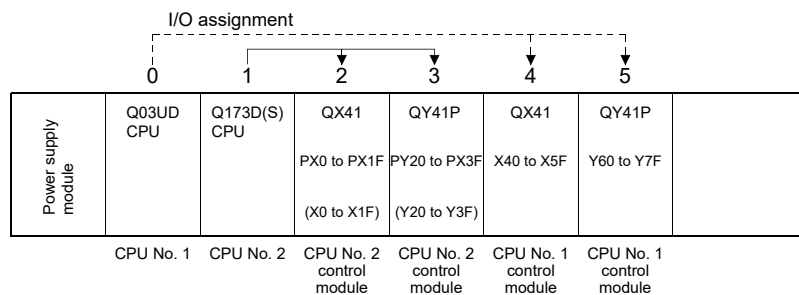 I/O assignment
0 1 2 3 4 5
Power supply
module
Q03UD
CPU
Q173D(S)
CPU
QX41
PX0 to PX1F
(X0 to X1F)
QY41P
PY20 to PX3F
(Y20 to Y3F)
QX41
X40 to X5F
QY41P
Y60 to Y7F
CPU No. 1
CPU No. 2
CPU No. 2
control
module
CPU No. 2
control
module
CPU No. 1
control
module
CPU No. 1
control
module